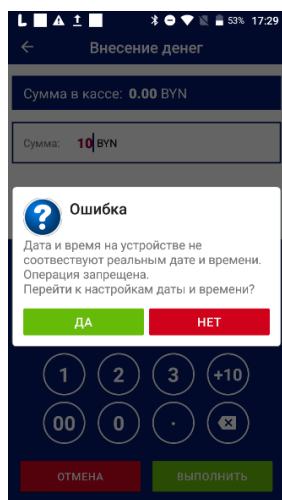 53% 17:29
Внесение денег
Сумма в кассе: 0.00 BYN
Сумма: 10 BYN
Ошибка
Дата и время на устройстве не
соотвествуют реальным дате и времени.
Операция запрещена.
Перейти к настройкам даты и времени?
ДА НЕТ
1 2 3 +10
00 0 .
ОТМЕНА ВЫПОЛНИТЬ